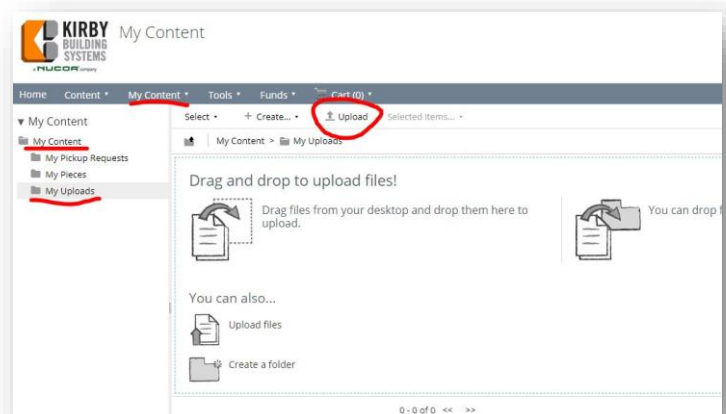 KIRBY
BUILDING
SYSTEMS
A NUCOR company
My Content
Home Content My Content Tools Funds Cart (0)
My Content
My Content
My Pickup Requests
My Pieces
My Uploads
Select + Create... Upload Selected Items...
My Content > My Uploads
Drag and drop to upload files!
Drag files from your desktop and drop them here to
upload.
You can drop f
You can also...
Upload files
Create a folder
0 - 0 of 0 << >>